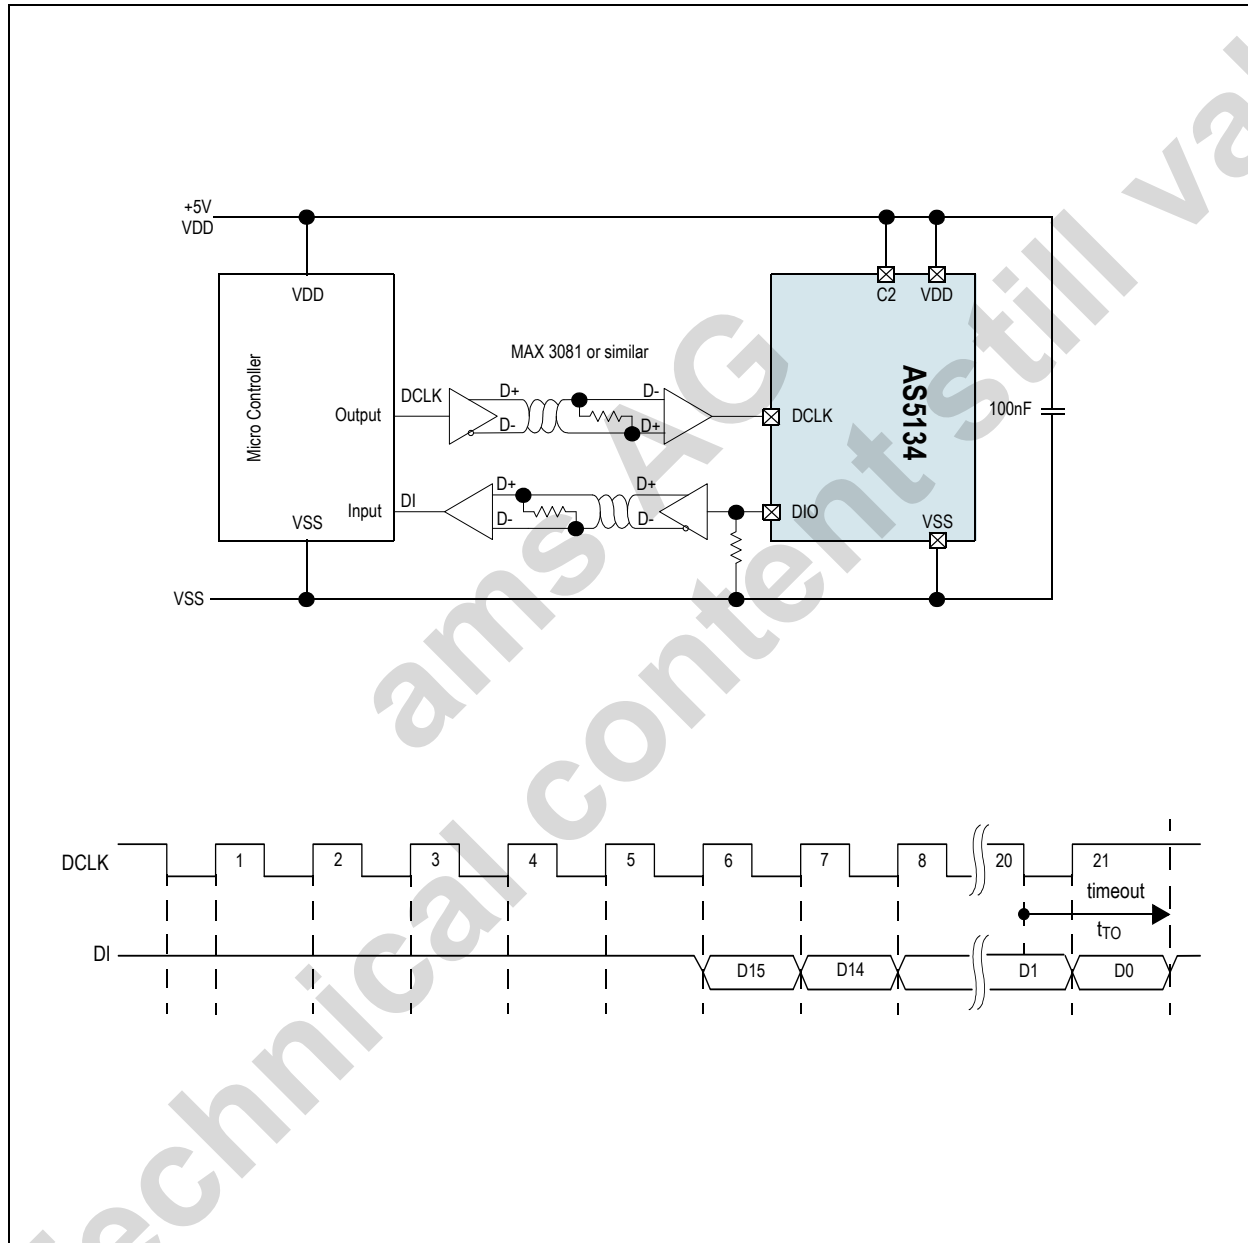 +5V
VDD
VDD
C2
VDD
MAX 3081 or similar
Micro Controller
Output
DCLK
D+
D-
D-
D+
DCLK
AS5134
100nF
Input
DI
D+
D-
D+
D-
DIO
VSS
VSS
VSS
DCLK
1
2
3
4
5
6
7
8
20
21
timeout
tTO
DI
D15
D14
D1
D0
ams AG
technical content still va